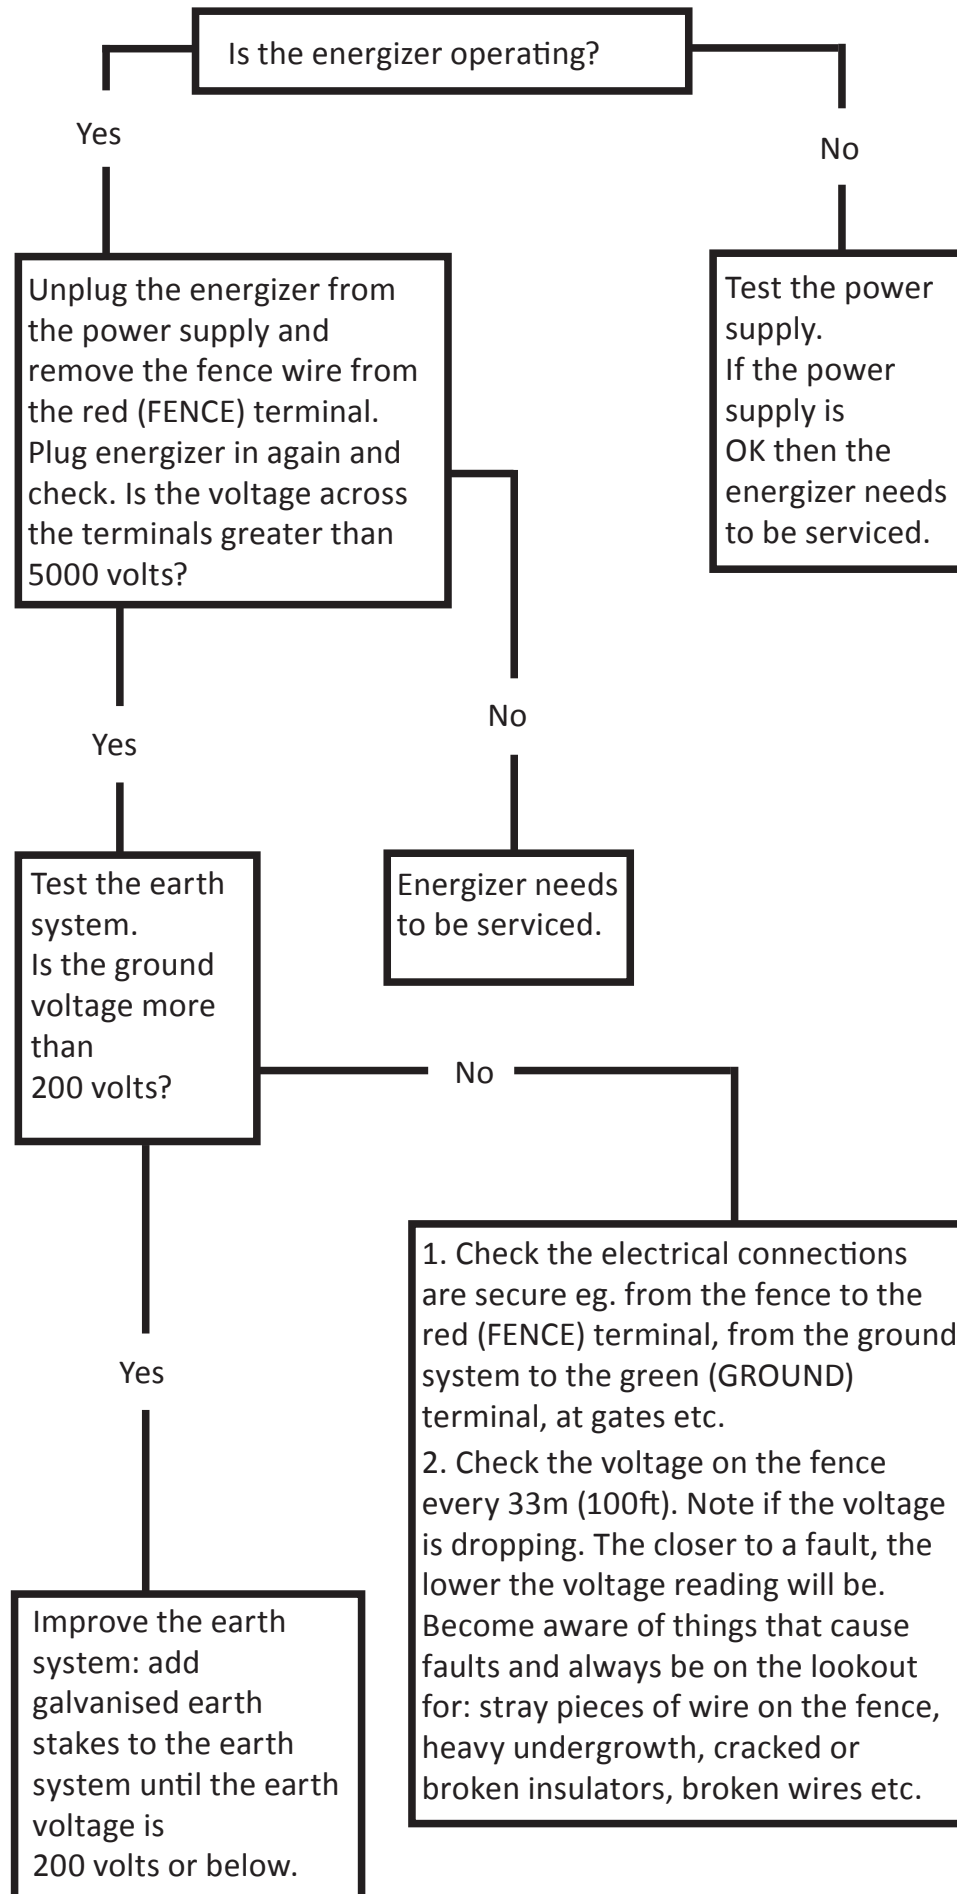 Is the energizer operating?
Yes
No
Unplug the energizer from
the power supply and
remove the fence wire from
the red (FENCE) terminal.
Plug energizer in again and
check. Is the voltage across
the terminals greater than
5000 volts?
Test the power
supply.
If the power
supply is
OK then the
energizer needs
to be serviced.
Yes
No
Test the earth
system.
Is the ground
voltage more
than
200 volts?
Energizer needs
to be serviced.
No
Yes
1. Check the electrical connections
are secure eg. from the fence to the
red (FENCE) terminal, from the ground
system to the green (GROUND)
terminal, at gates etc.
2. Check the voltage on the fence
every 33m (100ft). Note if the voltage
is dropping. The closer to a fault, the
lower the voltage reading will be.
Become aware of things that cause
faults and always be on the lookout
for: stray pieces of wire on the fence,
heavy undergrowth, cracked or
broken insulators, broken wires etc.
Improve the earth
system: add
galvanised earth
stakes to the earth
system until the earth
voltage is
200 volts or below.